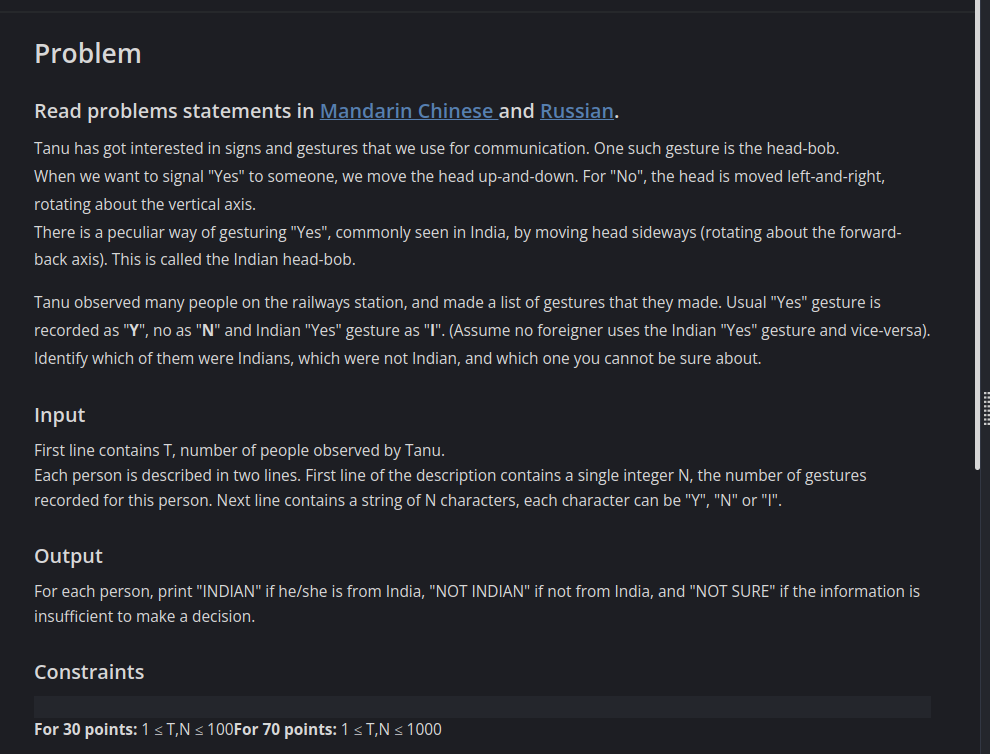 Problem
Read problems statements in Mandarin Chinese and Russian.
Tanu has got interested in signs and gestures that we use for communication. One such gesture is the head-bob.
When we want to signal "Yes" to someone, we move the head up-and-down. For "No", the head is moved left-and-right,
rotating about the vertical axis.
There is a peculiar way of gesturing "Yes", commonly seen in India, by moving head sideways (rotating about the forward-
back axis). This is called the Indian head-bob.
Tanu observed many people on the railways station, and made a list of gestures that they made. Usual "Yes" gesture is
recorded as "Y", no as "N" and Indian "Yes" gesture as "I". (Assume no foreigner uses the Indian "Yes" gesture and vice-versa).
Identify which of them were Indians, which were not Indian, and which one you cannot be sure about.
Input
First line contains T, number of people observed by Tanu.
Each person is described in two lines. First line of the description contains a single integer N, the number of gestures
recorded for this person. Next line contains a string of N characters, each character can be "Y", "N" or "I".
Output
For each person, print "INDIAN" if he/she is from India, "NOT INDIAN" if not from India, and "NOT SURE" if the information is
insufficient to make a decision.
Constraints
For 30 points: 1 ≤ T,N ≤ 100For 70 points: 1 ≤ T,N ≤ 1000